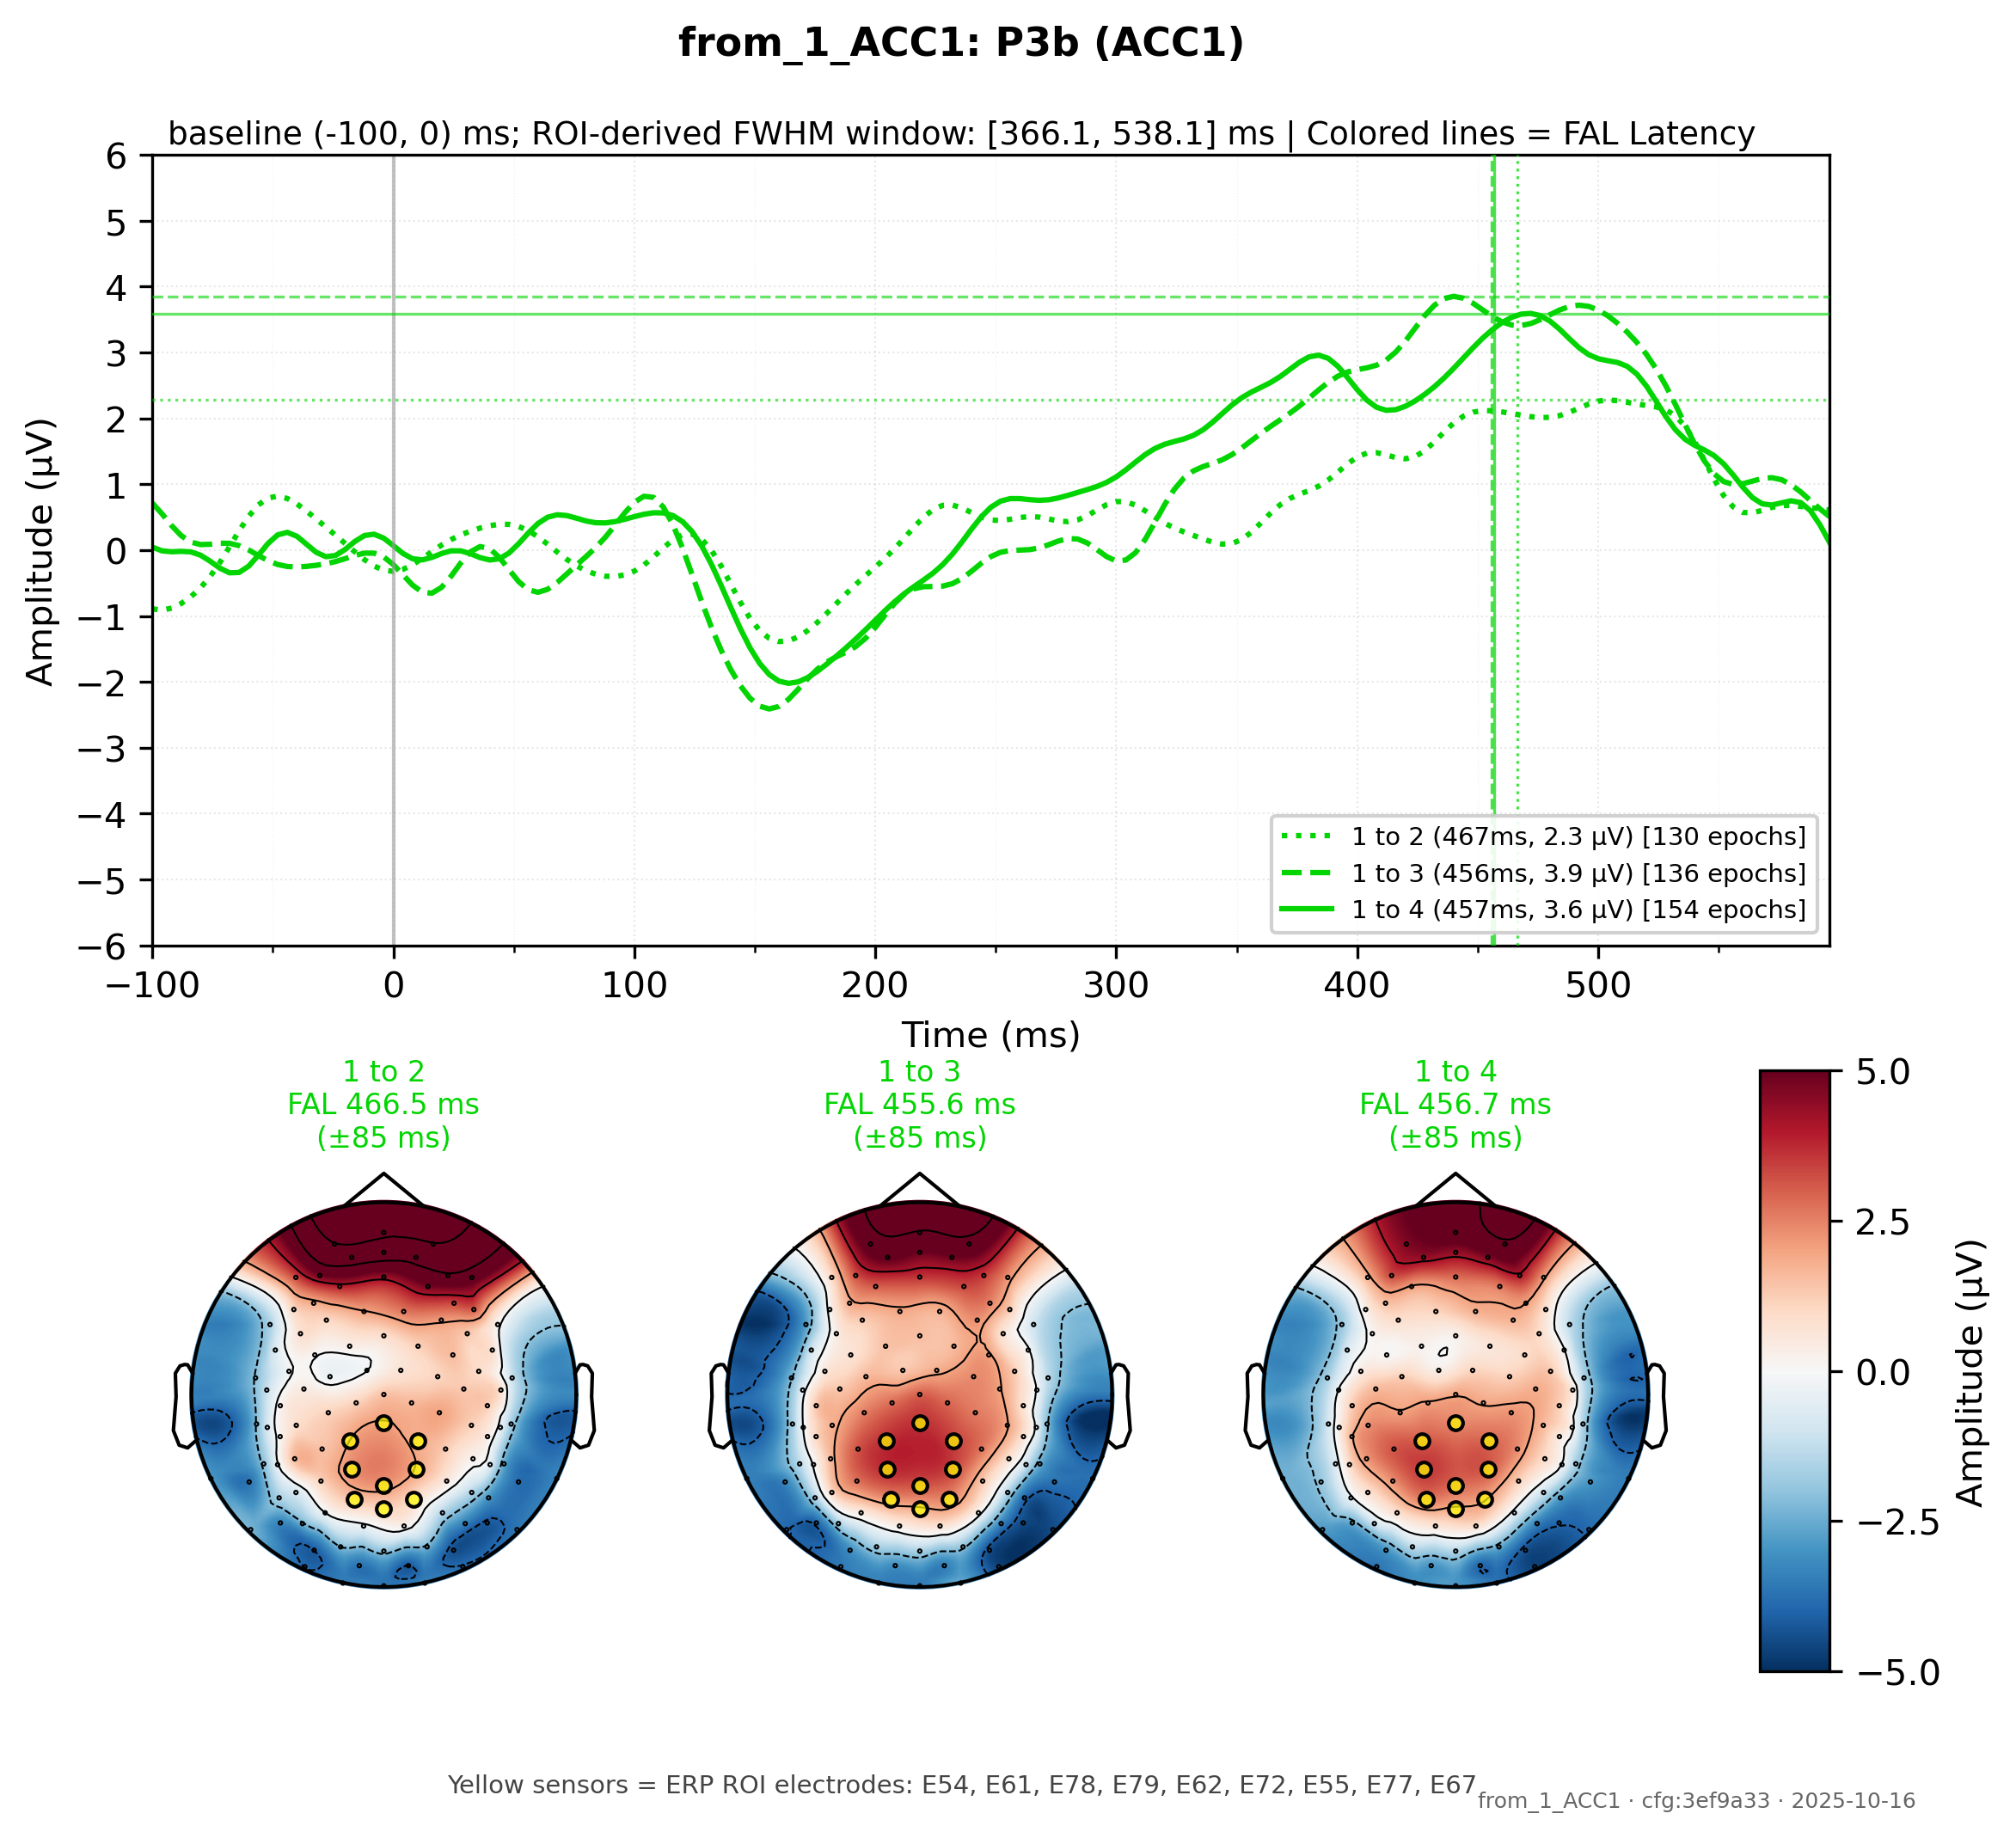 from_1_ACC1: P3b (ACC1)
baseline (-100, 0) ms; ROI-derived FWHM window: [366.1, 538.1] ms | Colored lines = FAL Latency
6
5
4
3
2
1
0
−1
−2
−3
−4
−5
−6
Amplitude (µV)
1 to 2 (467ms, 2.3 µV) [130 epochs]
1 to 3 (456ms, 3.9 µV) [136 epochs]
1 to 4 (457ms, 3.6 µV) [154 epochs]
−100 0 100 200 300 400 500
Time (ms)
1 to 2
FAL 466.5 ms
(±85 ms)
1 to 3
FAL 455.6 ms
(±85 ms)
1 to 4
FAL 456.7 ms
(±85 ms)
5.0
2.5
0.0
−2.5
−5.0
Amplitude (µV)
Yellow sensors = ERP ROI electrodes: E54, E61, E78, E79, E62, E72, E55, E77, E67
from_1_ACC1 · cfg:3ef9a33 · 2025-10-16